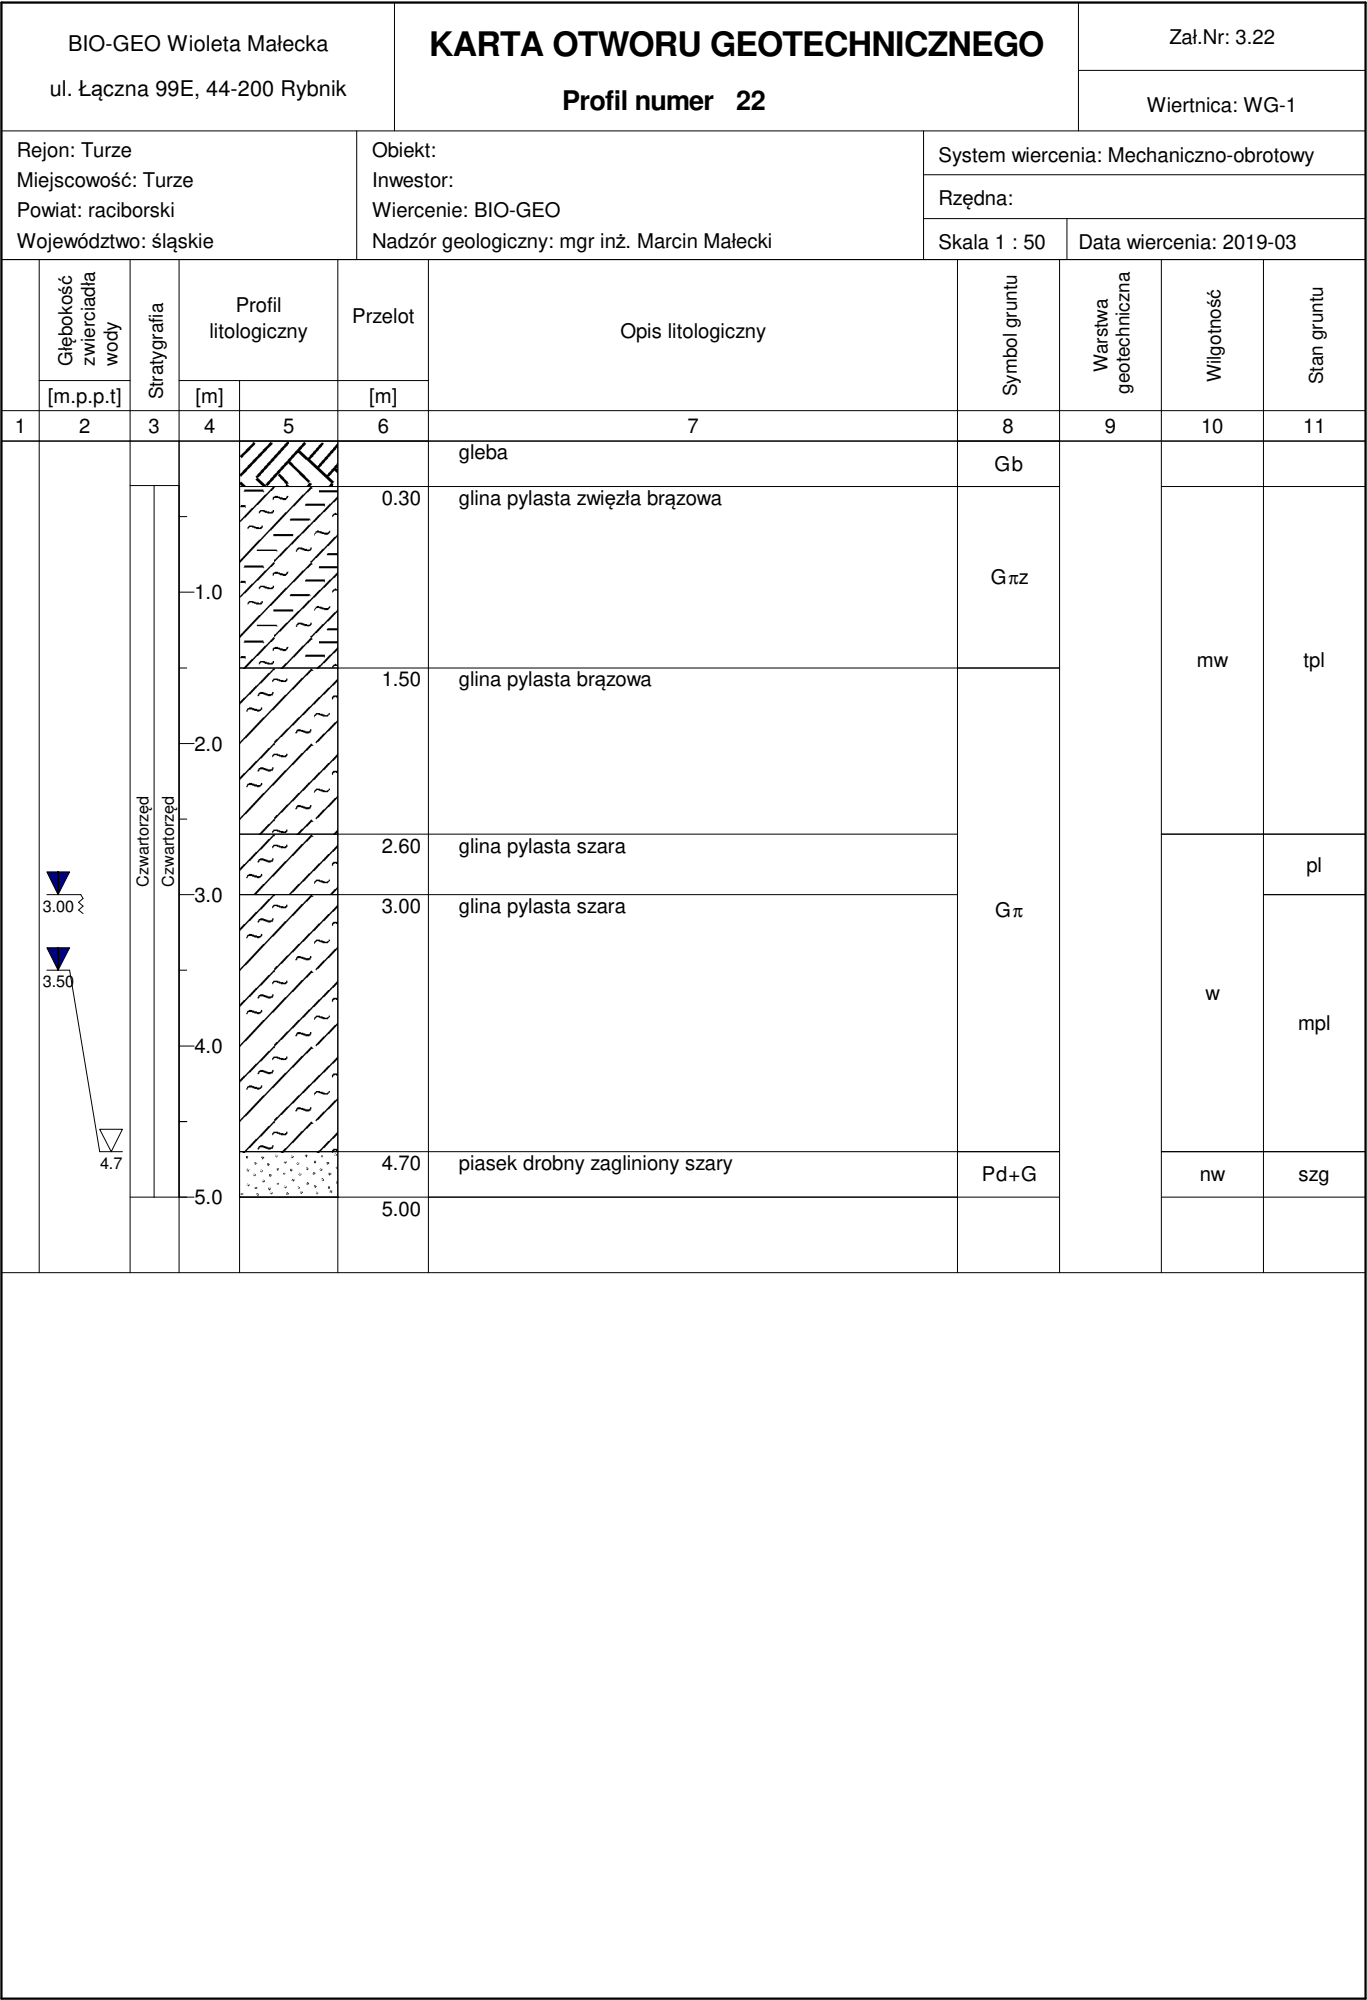 BIO-GEO Wioleta Małecka
ul. Łączna 99E, 44-200 Rybnik
KARTA OTWORU GEOTECHNICZNEGO
Profil numer 22
Zał.Nr: 3.22
Wiertnica: WG-1
Rejon: Turze
Miejscowość: Turze
Powiat: raciborski
Województwo: śląskie
Obiekt:
Inwestor:
Wiercenie: BIO-GEO
Nadzór geologiczny: mgr inż. Marcin Małecki
System wiercenia: Mechaniczno-obrotowy
Rzędna:
Skala 1 : 50
Data wiercenia: 2019-03
Głębokość
zwierciadła
wody
[m.p.p.t]
Stratygrafia
Profil
litologiczny
[m]
Przelot
[m]
Opis litologiczny
Symbol gruntu
Warstwa
geotechniczna
Wilgotność
Stan gruntu
1 2 3 4 5 6 7 8 9 10 11
gleba
Gb
0.30 glina pylasta zwięzła brązowa
Gπz
1.0
mw
tpl
1.50 glina pylasta brązowa
2.0
Czwartorzęd
Czwartorzęd
2.60 glina pylasta szara
pl
3.0
3.00
3.00 glina pylasta szara
Gπ
3.50
w
mpl
4.0
4.7
4.70 piasek drobny zagliniony szary
Pd+G
nw
szg
5.0
5.00